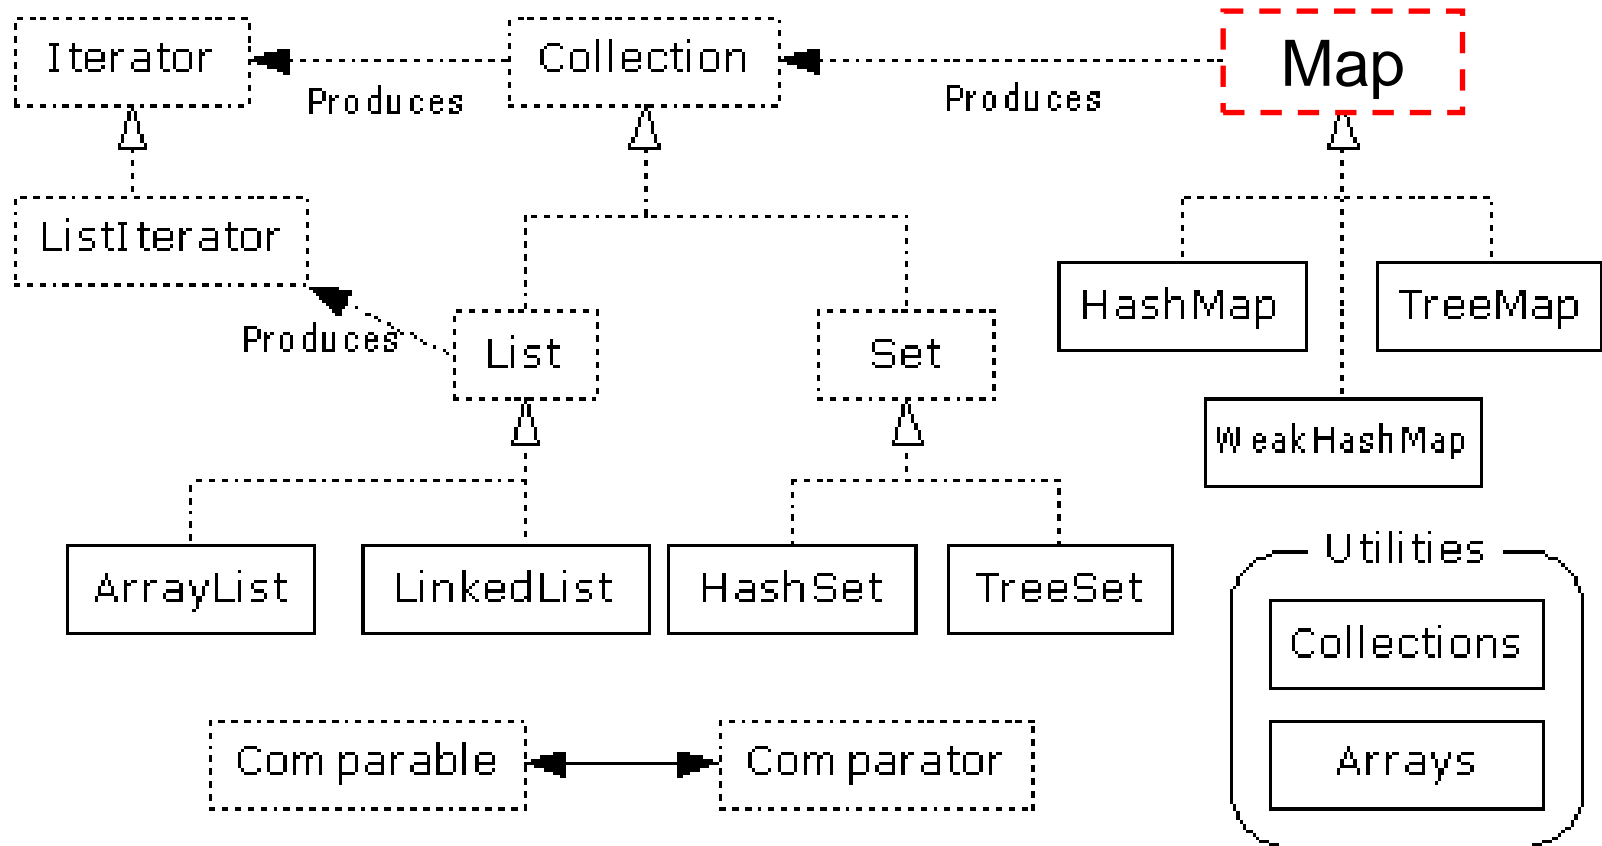 Iterator
Collection
Map
Produces
Produces
ListIterator
HashMap
TreeMap
Produces
List
Set
WeakHashMap
Utilities
ArrayList
LinkedList
HashSet
TreeSet
Collections
Comparable
Comparator
Arrays